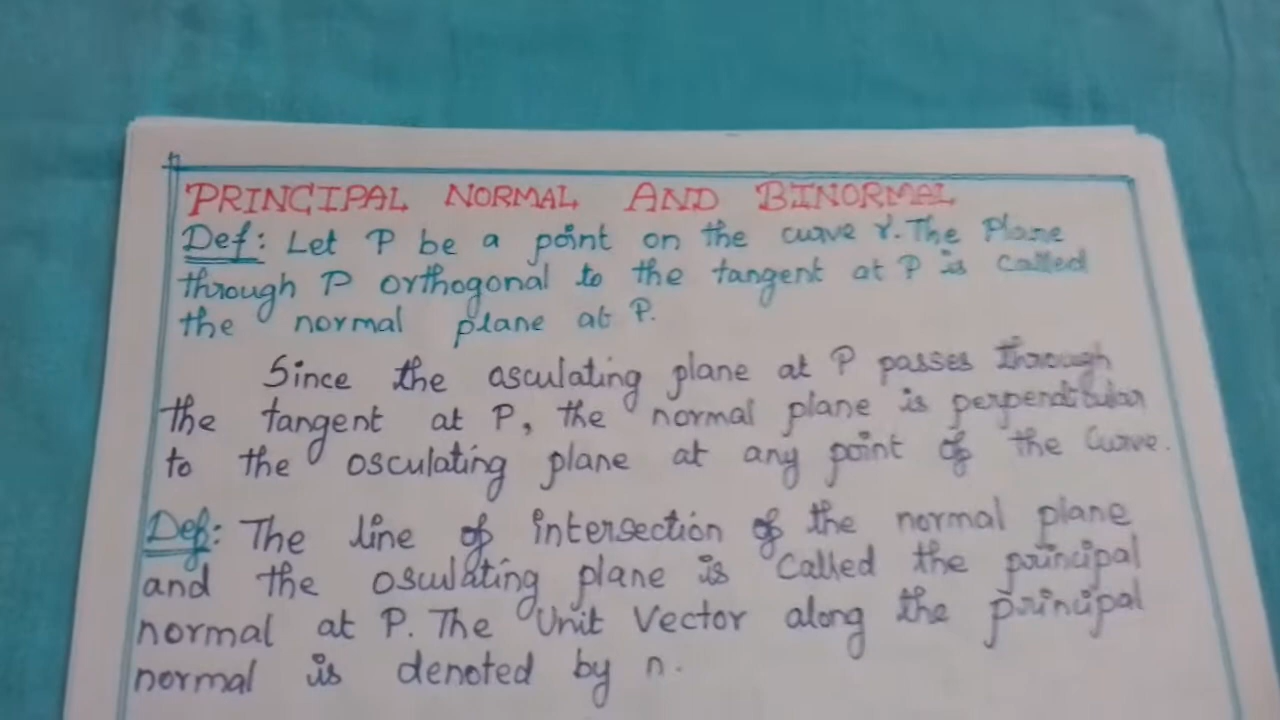 PRINCIPAL NORMAL AND BINORMAL
Def: Let P be a point on the curve γ. The Plane
through P orthogonal to the tangent at P is called
the normal plane at P.
Since the osculating plane at P passes through
the tangent at P, the normal plane is perpendicular
to the osculating plane at any point of the Curve.
Def: The line of intersection of the normal plane
and the osculating plane is called the principal
normal at P. The Unit Vector along the principal
normal is denoted by n.